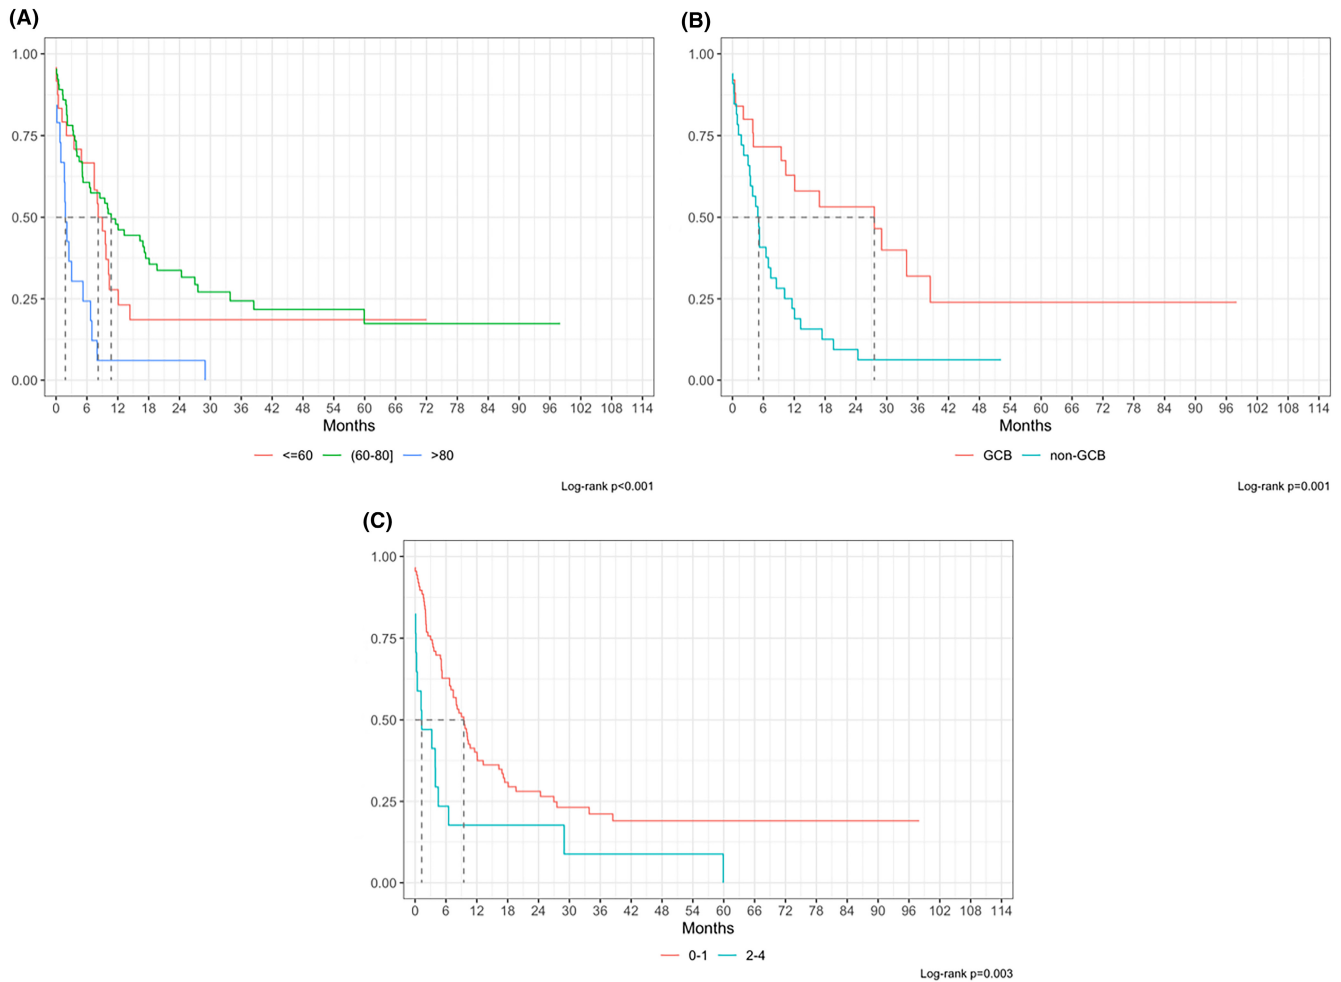 (A)
1.00
0.75
0.50
0.25
0.00
0 6 12 18 24 30 36 42 48 54 60 66 72 78 84 90 96 102 108 114
Months
<=60 (60-80] >80
Log-rank p<0.001
(B)
1.00
0.75
0.50
0.25
0.00
0 6 12 18 24 30 36 42 48 54 60 66 72 78 84 90 96 102 108 114
Months
GCB non-GCB
Log-rank p=0.001
(C)
1.00
0.75
0.50
0.25
0.00
0 6 12 18 24 30 36 42 48 54 60 66 72 78 84 90 96 102 108 114
Months
0-1 2-4
Log-rank p=0.003